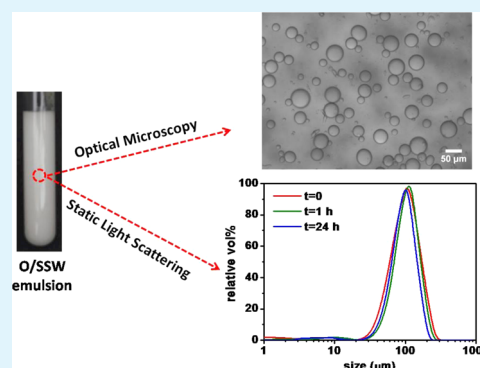 Optical Microscopy
50 μm
Static Light Scattering
O/SSW
emulsion
relative vol%
100
80
60
40
20
0
t=0
t=1 h
t=24 h
1
10
100
size (μm)